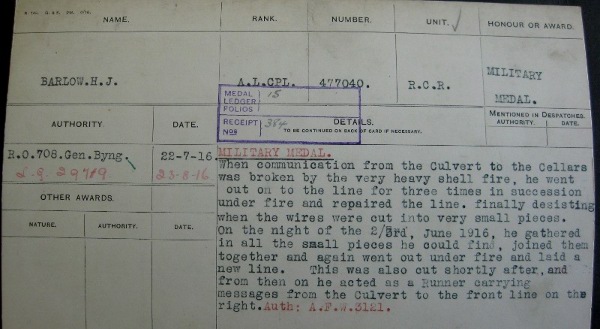 NAME. RANK. NUMBER. UNIT. HONOUR OR AWARD.
BARLOW.H.J. A.L.CPL. 477040. R.C.R. MILITARY
MEDAL.
MEDAL LEDGER FOLIOS 15
RECEIPT Nos 384
MENTIONED IN DESPATCHES.
AUTHORITY. DATE.
AUTHORITY. DATE. DETAILS.
TO BE CONTINUED ON BACK OF CARD IF NECESSARY.
R.O.708.Gen.Byng. 22-7-16. MILITARY MEDAL.
L.G. 29719 23-8-16
OTHER AWARDS.
NATURE. AUTHORITY. DATE.
When communication from the Culvert to the Cellars
was broken by the very heavy shell fire, he went
out on to the line for three times in succession
under fire and repaired the line. finally desisting
when the wires were cut into very small pieces.
On the night of the 2/3rd, June 1916, he gathered
in all the small pieces he could find, joined them
together and again went out under fire and laid a
new line. This was also cut shortly after, and
from then on he acted as a Runner carrying
messages from the Culvert to the front line on the
right. Auth: A.F.W.3121.